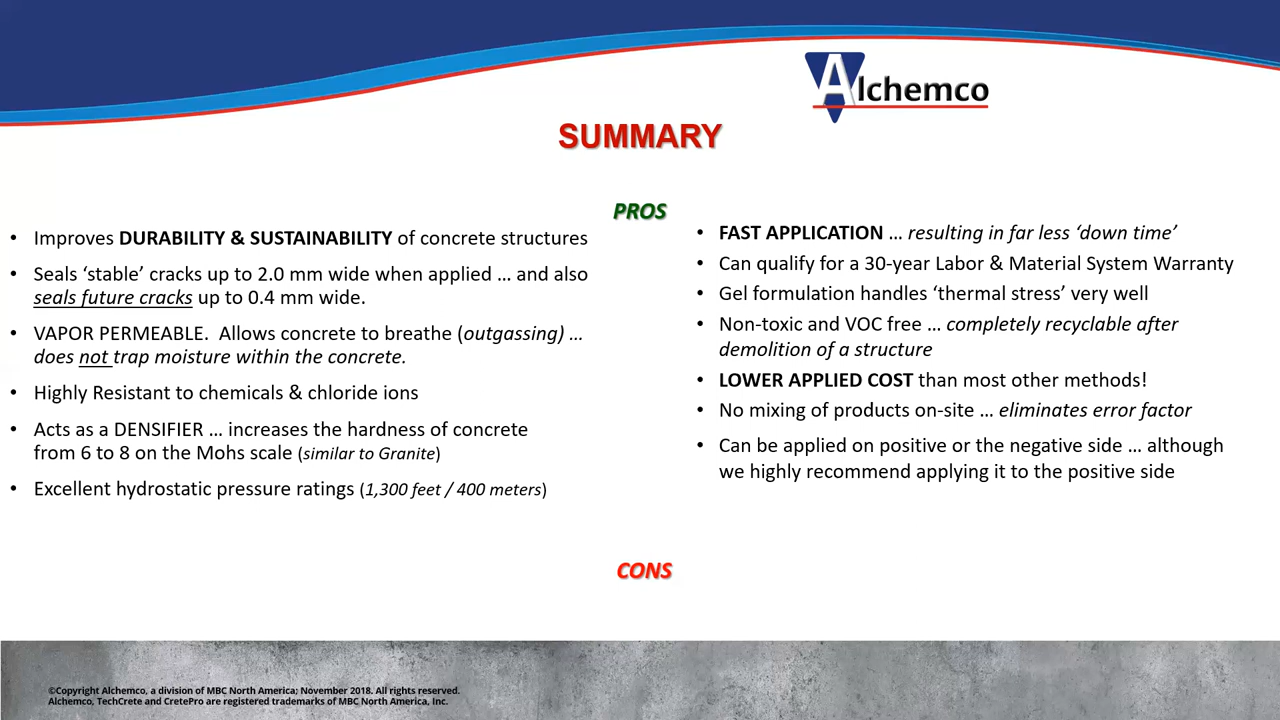 Alchemco
SUMMARY
PROS
• Improves DURABILITY & SUSTAINABILITY of concrete structures
• Seals ‘stable’ cracks up to 2.0 mm wide when applied … and also
seals future cracks up to 0.4 mm wide.
• VAPOR PERMEABLE.  Allows concrete to breathe (outgassing) …
does not trap moisture within the concrete.
• Highly Resistant to chemicals & chloride ions
• Acts as a DENSIFIER … increases the hardness of concrete
from 6 to 8 on the Mohs scale (similar to Granite)
• Excellent hydrostatic pressure ratings (1,300 feet / 400 meters)
• FAST APPLICATION … resulting in far less ‘down time’
• Can qualify for a 30-year Labor & Material System Warranty
• Gel formulation handles ‘thermal stress’ very well
• Non-toxic and VOC free … completely recyclable after
demolition of a structure
• LOWER APPLIED COST than most other methods!
• No mixing of products on-site … eliminates error factor
• Can be applied on positive or the negative side … although
we highly recommend applying it to the positive side
CONS
©Copyright Alchemco, a division of MBC North America; November 2018. All rights reserved.
Alchemco, TechCrete and CretePro are registered trademarks of MBC North America, Inc.